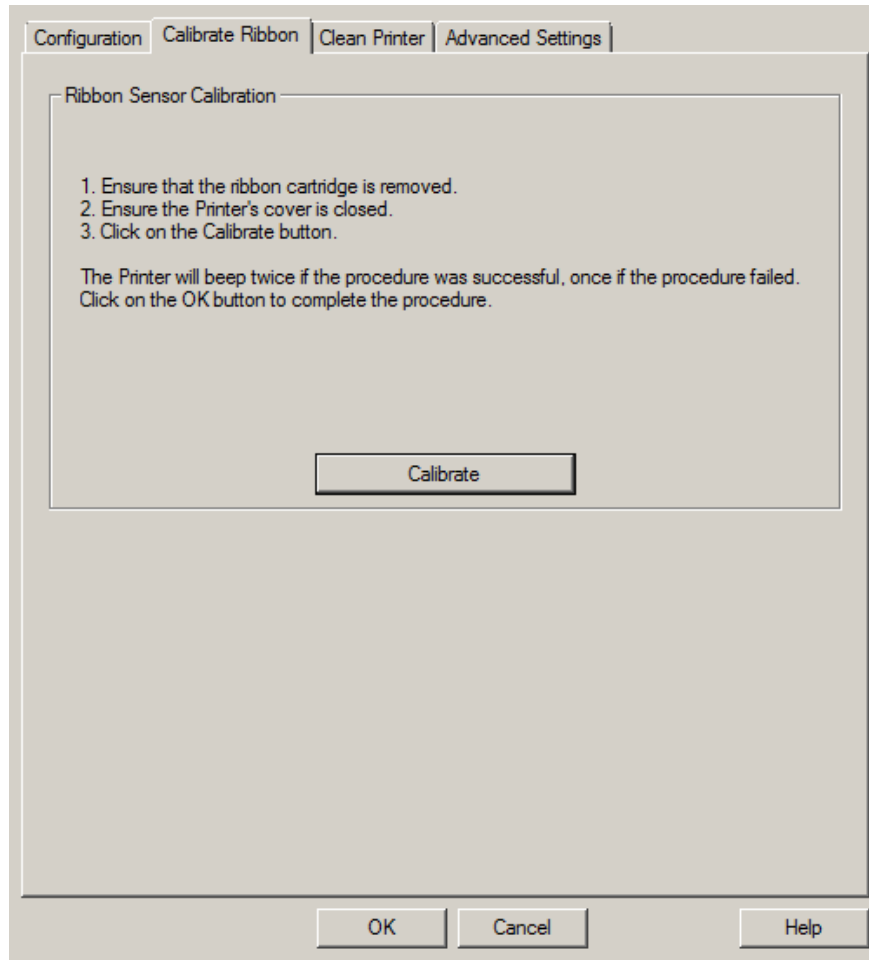 Configuration
Calibrate Ribbon
Clean Printer
Advanced Settings
Ribbon Sensor Calibration
1. Ensure that the ribbon cartridge is removed.
2. Ensure the Printer's cover is closed.
3. Click on the Calibrate button.
The Printer will beep twice if the procedure was successful, once if the procedure failed.
Click on the OK button to complete the procedure.
Calibrate
OK
Cancel
Help